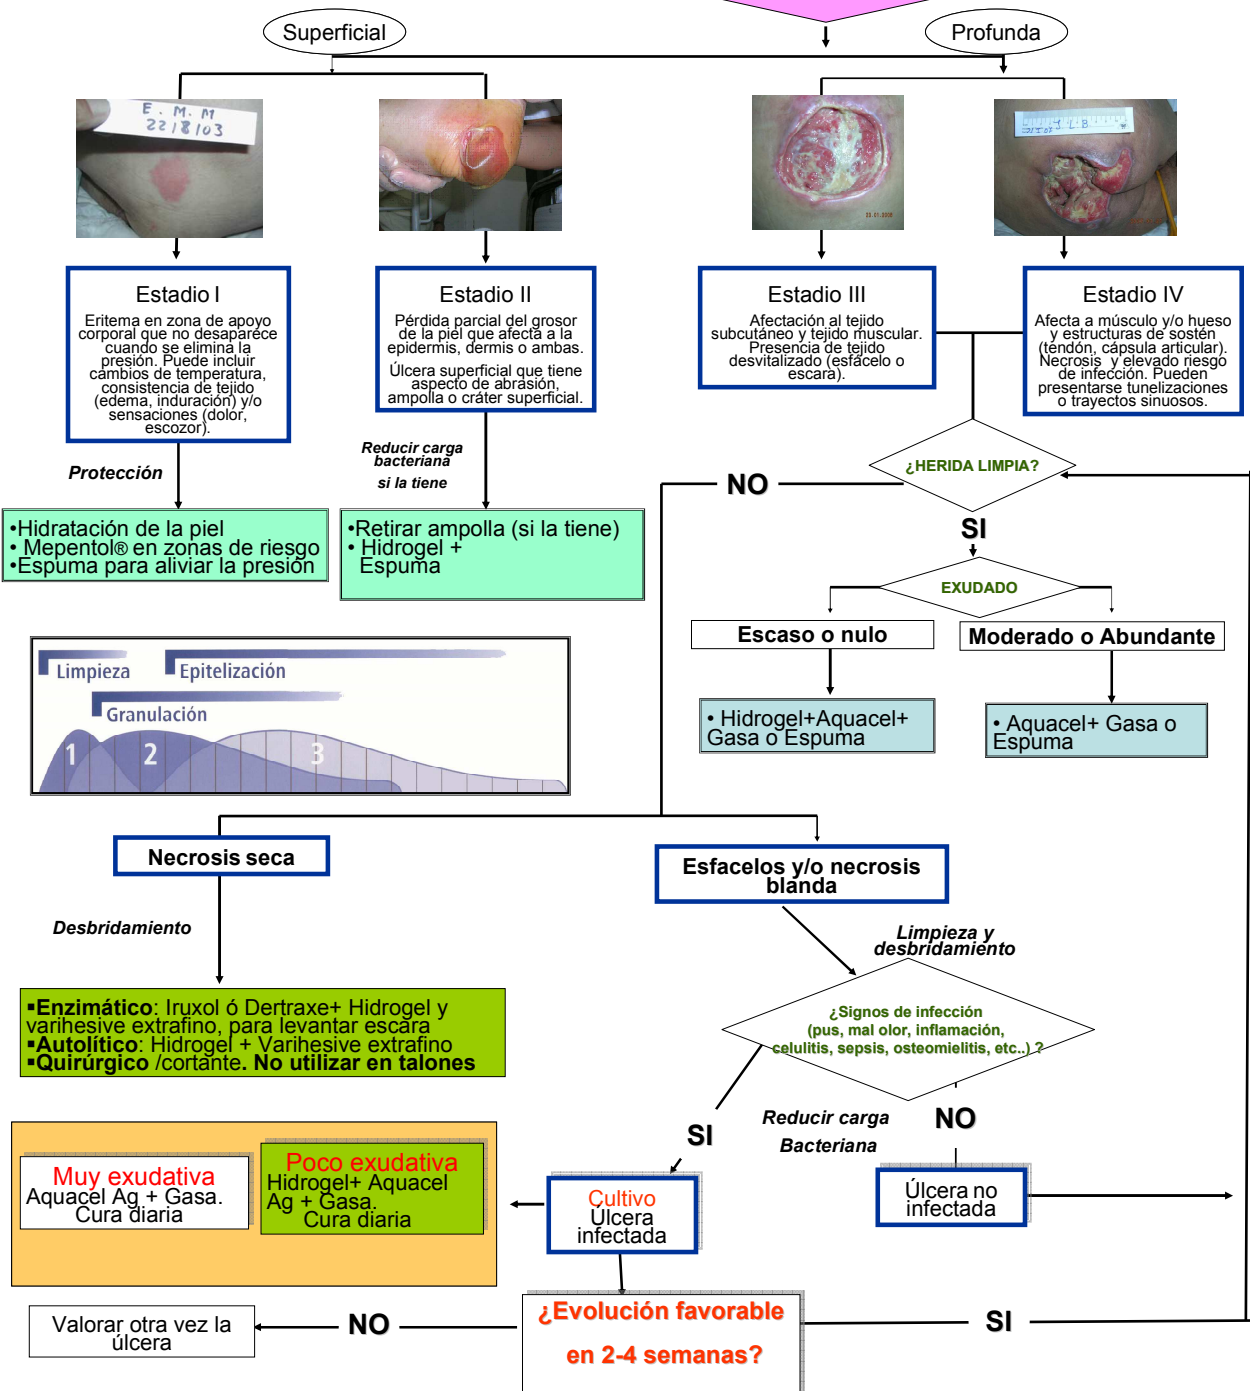 Superficial
Profunda
E. M. M
22/8/03
Estadio I
Eritema en zona de apoyo
corporal que no desaparece
cuando se elimina la
presión. Puede incluir
cambios de temperatura,
consistencia de tejido
(edema, induración) y/o
sensaciones (dolor,
escozor).
Estadio II
Pérdida parcial del grosor
de la piel que afecta a la
epidermis, dermis o ambas.
Úlcera superficial que tiene
aspecto de abrasión,
ampolla o cráter superficial.
Estadio III
Afectación al tejido
subcutáneo y tejido muscular.
Presencia de tejido
desvitalizado (esfácelo o
escara).
Estadio IV
Afecta a músculo y/o hueso
y estructuras de sostén
(tendón, cápsula articular).
Necrosis y elevado riesgo
de infección. Pueden
presentarse tunelizaciones
o trayectos sinuosos.
Protección
Reducir carga
bacteriana
si la tiene
•Hidratación de la piel
• Mepentol® en zonas de riesgo
•Espuma para aliviar la presión
•Retirar ampolla (si la tiene)
• Hidrogel +
Espuma
¿HERIDA LIMPIA?
NO
SI
EXUDADO
Escaso o nulo
Moderado o Abundante
• Hidrogel+Aquacel+
Gasa o Espuma
• Aquacel+ Gasa o
Espuma
Limpieza
Epitelización
Granulación
1
2
3
Necrosis seca
Esfacelos y/o necrosis
blanda
Desbridamiento
Limpieza y
desbridamiento
▪Enzimático: Iruxol ó Dertraxe+ Hidrogel y
varihesive extrafino, para levantar escara
▪Autolítico: Hidrogel + Varihesive extrafino
▪Quirúrgico /cortante. No utilizar en talones
¿Signos de infección
(pus, mal olor, inflamación,
celulitis, sepsis, osteomielitis, etc..) ?
SI
Reducir carga
Bacteriana
NO
Muy exudativa
Aquacel Ag + Gasa.
Cura diaria
Poco exudativa
Hidrogel+ Aquacel
Ag + Gasa.
Cura diaria
Cultivo
Úlcera
infectada
Úlcera no
infectada
Valorar otra vez la
úlcera
NO
¿Evolución favorable
en 2-4 semanas?
SI